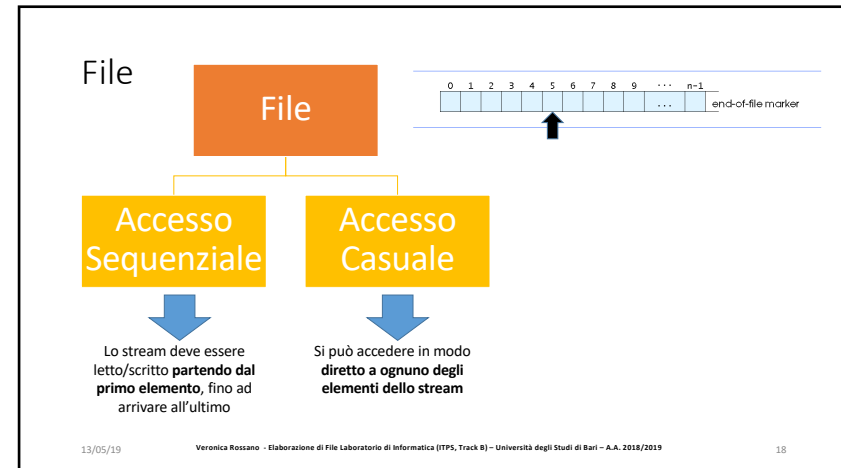 File
File
0 1 2 3 4 5 6 7 8 9 ... n-1
... end-of-file marker
Accesso
Sequenziale
Accesso
Casuale
Lo stream deve essere
letto/scritto partendo dal
primo elemento, fino ad
arrivare all’ultimo
Si può accedere in modo
diretto a ognuno degli
elementi dello stream
13/05/19
Veronica Rossano - Elaborazione di File Laboratorio di Informatica (ITPS, Track B) – Università degli Studi di Bari – A.A. 2018/2019
18